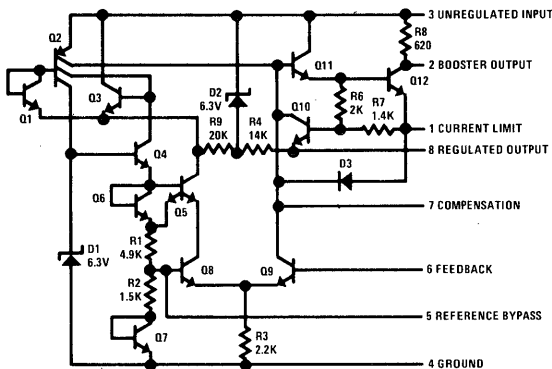 3 UNREGULATED INPUT
Q2
R8
620
Q11
2 BOOSTER OUTPUT
D2
6.3V
Q12
Q3
R6
2K
R7
1.4K
Q10
Q1
R9
20K
R4
14K
1 CURRENT LIMIT
8 REGULATED OUTPUT
Q4
D3
Q6
Q5
7 COMPENSATION
D1
6.3V
R1
4.9K
Q8
Q9
6 FEEDBACK
R2
1.5K
5 REFERENCE BYPASS
Q7
R3
2.2K
4 GROUND